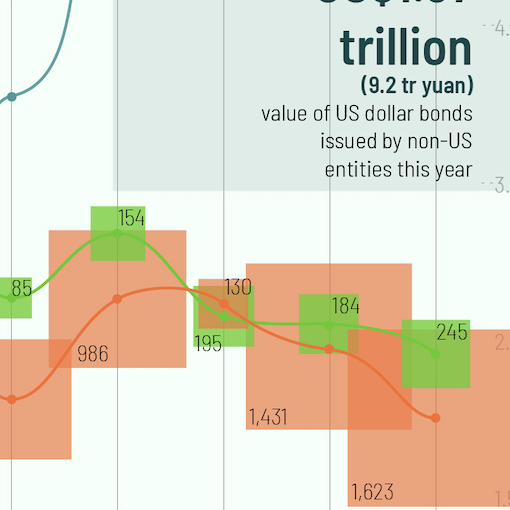 trillion
(9.2 tr yuan)
value of US dollar bonds
issued by non-US
entities this year
154
85
130
184
245
195
986
1,431
1,623